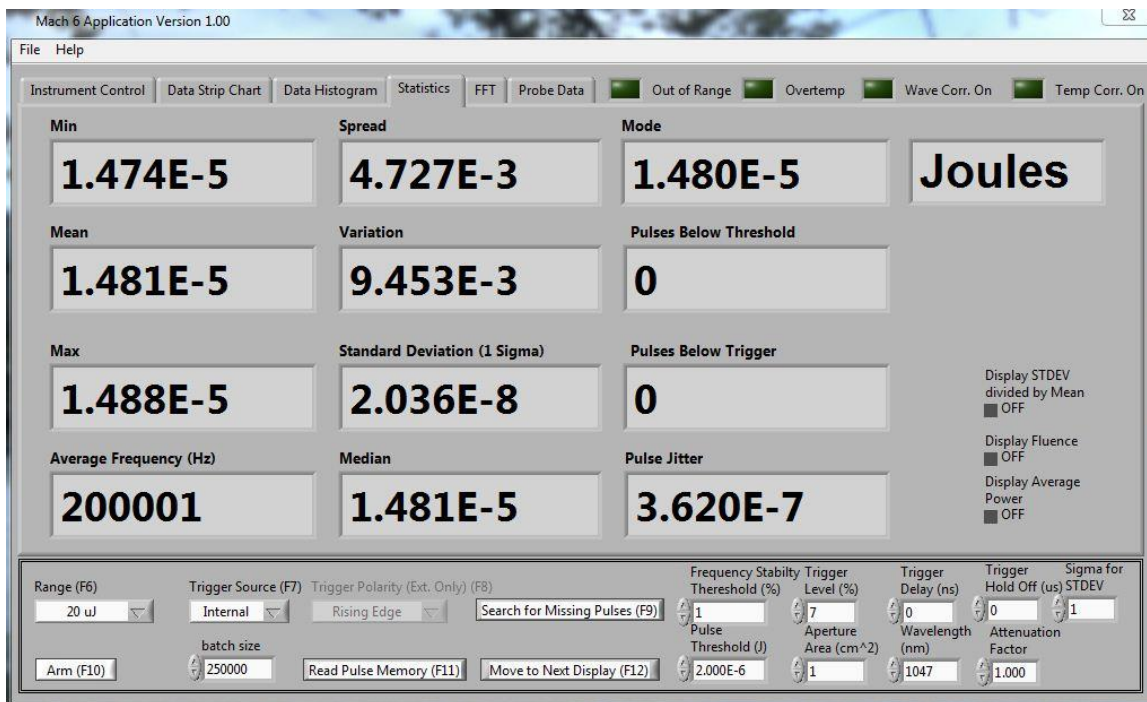 Mach 6 Application Version 1.00
File Help
Instrument Control Data Strip Chart Data Histogram Statistics FFT Probe Data Out of Range Overtemp Wave Corr. On Temp Corr. On
Min Spread Mode
1.474E-5 4.727E-3 1.480E-5 Joules
Mean Variation Pulses Below Threshold
1.481E-5 9.453E-3 0
Max Standard Deviation (1 Sigma) Pulses Below Trigger
1.488E-5 2.036E-8 0
Display STDEV
divided by Mean
OFF
Display Fluence
OFF
Average Frequency (Hz) Median Pulse Jitter
200001 1.481E-5 3.620E-7
Display Average
Power
OFF
Range (F6) Trigger Source (F7) Trigger Polarity (Ext. Only) (F8)
20 uJ Internal Rising Edge Search for Missing Pulses (F9)
Frequency Stabilty
Thereshold (%)
1
Trigger
Level (%)
7
Trigger
Delay (ns)
0
Trigger
Hold Off (us)
0
Sigma for
STDEV
1
batch size
Arm (F10) 250000 Read Pulse Memory (F11) Move to Next Display (F12)
Pulse
Threshold (J)
2.000E-6
Aperture
Area (cm^2)
1
Wavelength
(nm)
1047
Attenuation
Factor
1.000